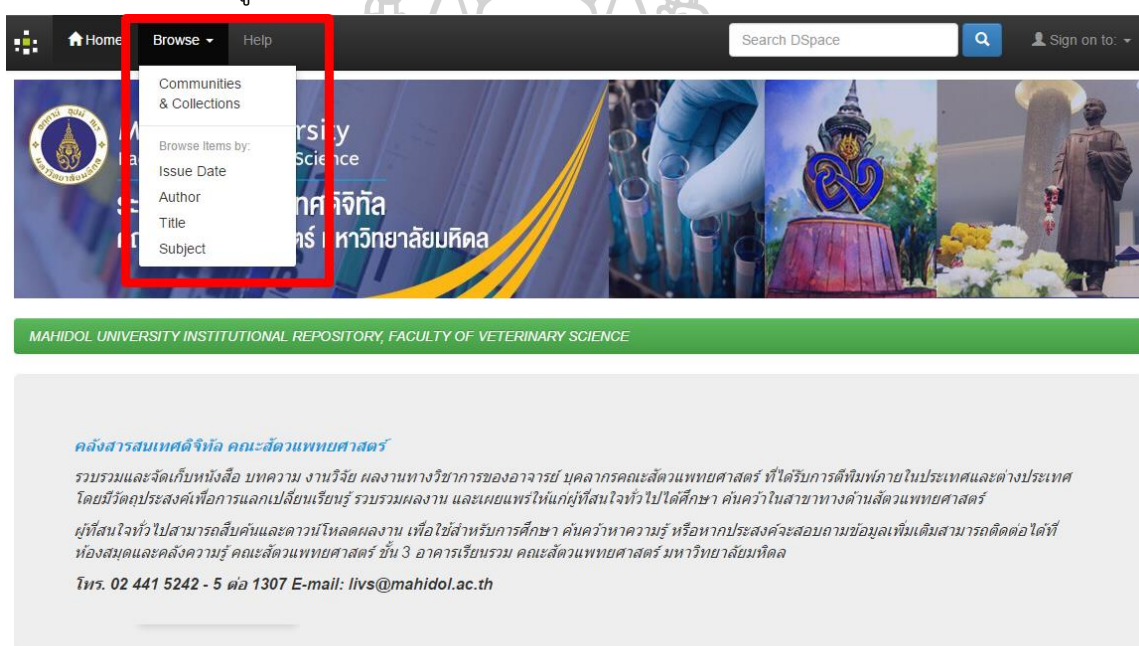 Home
Browse
Help
Search DSpace
Sign on to:
Communities
& Collections
Browse Items by:
Issue Date
Author
Title
Subject
Science
มหาวิทยาลัยมหิดล
MAHIDOL UNIVERSITY INSTITUTIONAL REPOSITORY, FACULTY OF VETERINARY SCIENCE
คลังสารสนเทศดิจิทัล คณะสัตวแพทยศาสตร์
รวบรวมและจัดเก็บหนังสือ บทความ งานวิจัย ผลงานทางวิชาการของอาจารย์ บุคลากรคณะสัตวแพทยศาสตร์ ที่ได้รับการตีพิมพ์ภายในประเทศและต่างประเทศ
โดยมีวัตถุประสงค์เพื่อการแลกเปลี่ยนเรียนรู้ รวบรวมผลงาน และเผยแพร่ให้แก่ผู้ที่สนใจทั่วไปได้ศึกษา ค้นคว้าในสาขาทางด้านสัตวแพทยศาสตร์
ผู้ที่สนใจทั่วไปสามารถสืบค้นและดาวน์โหลดผลงาน เพื่อใช้สำหรับการศึกษา ค้นคว้าหาความรู้ หรือหากประสงค์จะสอบถามข้อมูลเพิ่มเติมสามารถติดต่อได้ที่
ห้องสมุดและคลังความรู้ คณะสัตวแพทยศาสตร์ ชั้น 3 อาคารเรียนรวม คณะสัตวแพทยศาสตร์ มหาวิทยาลัยมหิดล
โทร. 02 441 5242 - 5 ต่อ 1307 E-mail: livs@mahidol.ac.th